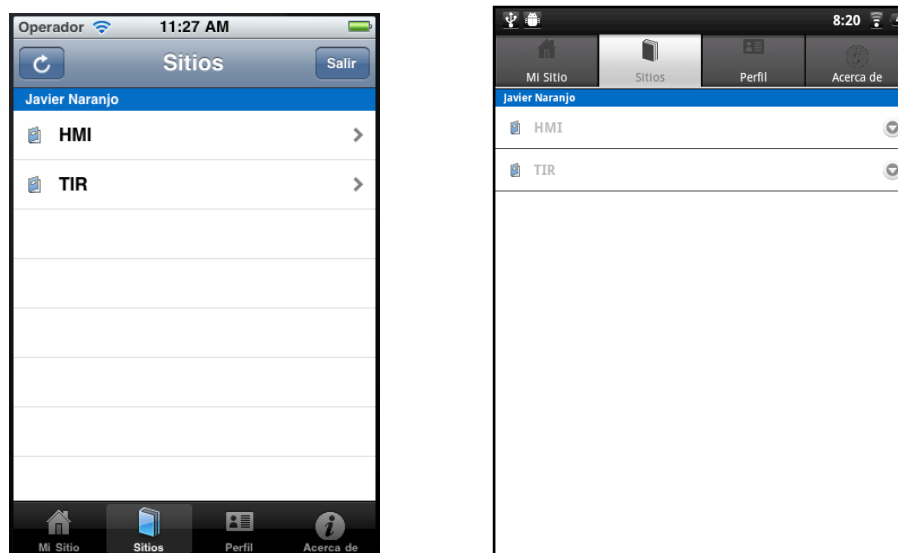 Operador 11:27 AM
Sitios Salir
Javier Naranjo
HMI
TIR
Mi Sitio Sitios Perfil Acerca de
8:20
Mi Sitio Sitios Perfil Acerca de
Javier Naranjo
HMI
TIR